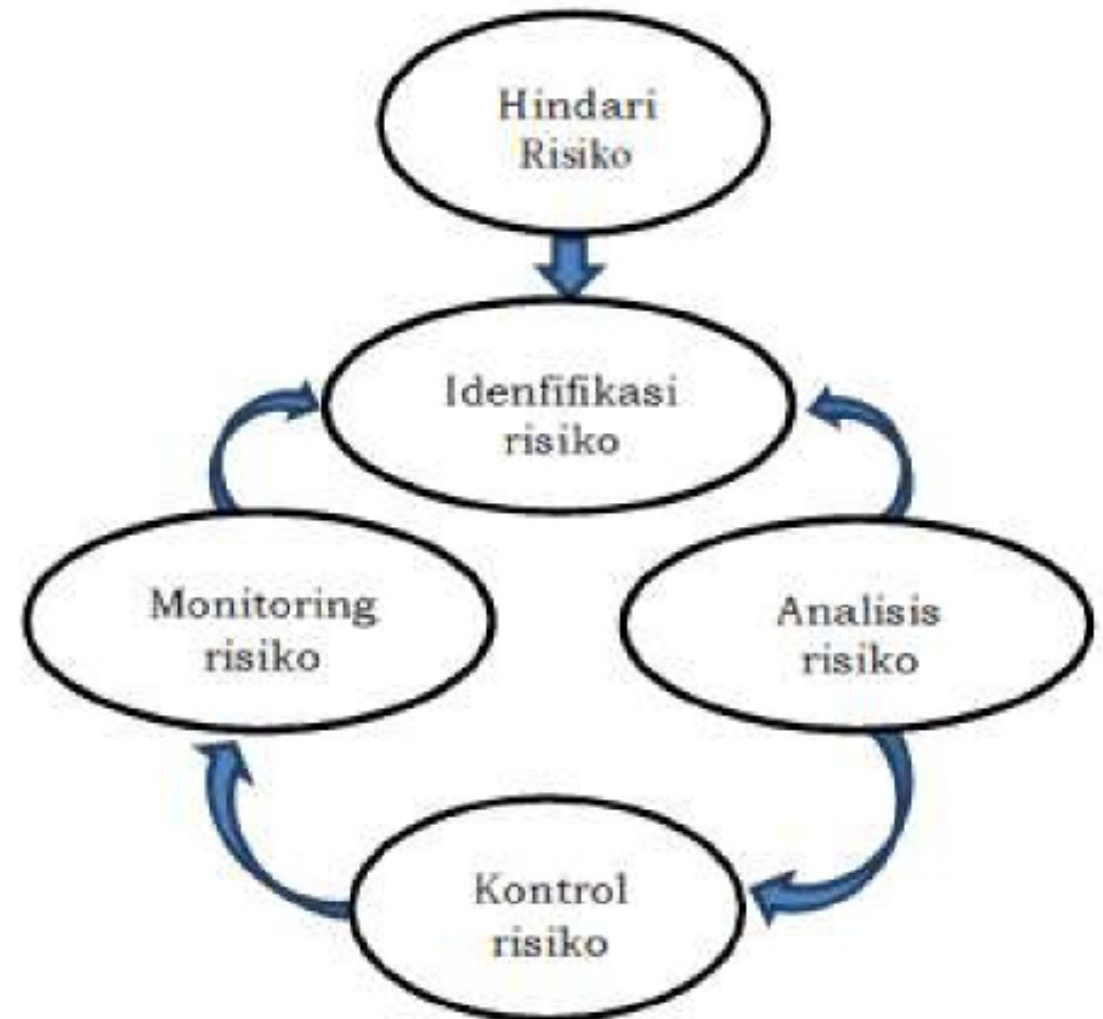 Hindari
Risiko
Idenfifikasi
risiko
Monitoring
risiko
Analisis
risiko
Kontrol
risiko